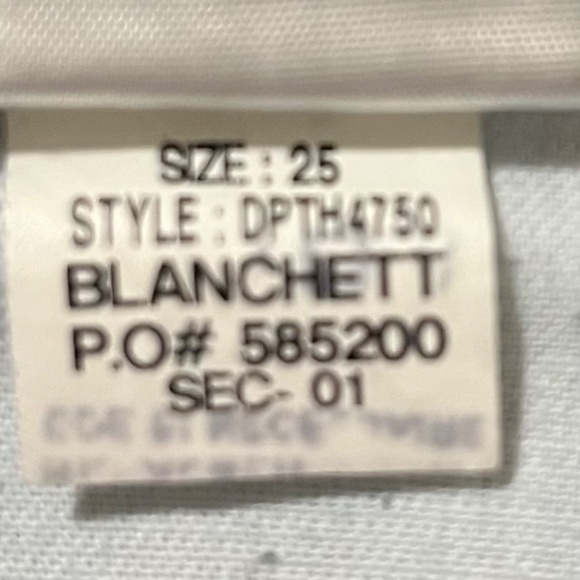 SIZE : 25
STYLE : DPTH4750
BLANCHETT
P.O# 585200
SEC- 01